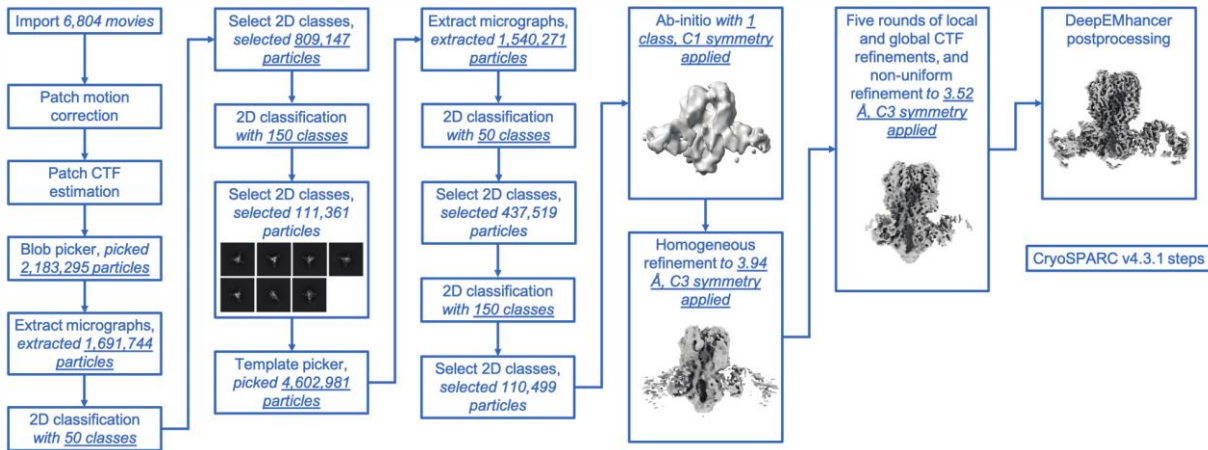 Import 6,804 movies
Patch motion
correction
Patch CTF
estimation
Blob picker, picked
2,183,295 particles
Extract micrographs,
extracted 1,691,744
particles
2D classification
with 50 classes
Select 2D classes,
selected 809,147
particles
2D classification
with 150 classes
Select 2D classes,
selected 111,361
particles
Template picker,
picked 4,602,981
particles
Extract micrographs,
extracted 1,540,271
particles
2D classification
with 50 classes
Select 2D classes,
selected 437,519
particles
2D classification
with 150 classes
Select 2D classes,
selected 110,499
particles
Ab-initio with 1
class, C1 symmetry
applied
Homogeneous
refinement to 3.94
Å, C3 symmetry
applied
Five rounds of local
and global CTF
refinements, and
non-uniform
refinement to 3.52
Å, C3 symmetry
applied
DeepEMhancer
postprocessing
CryoSPARC v4.3.1 steps